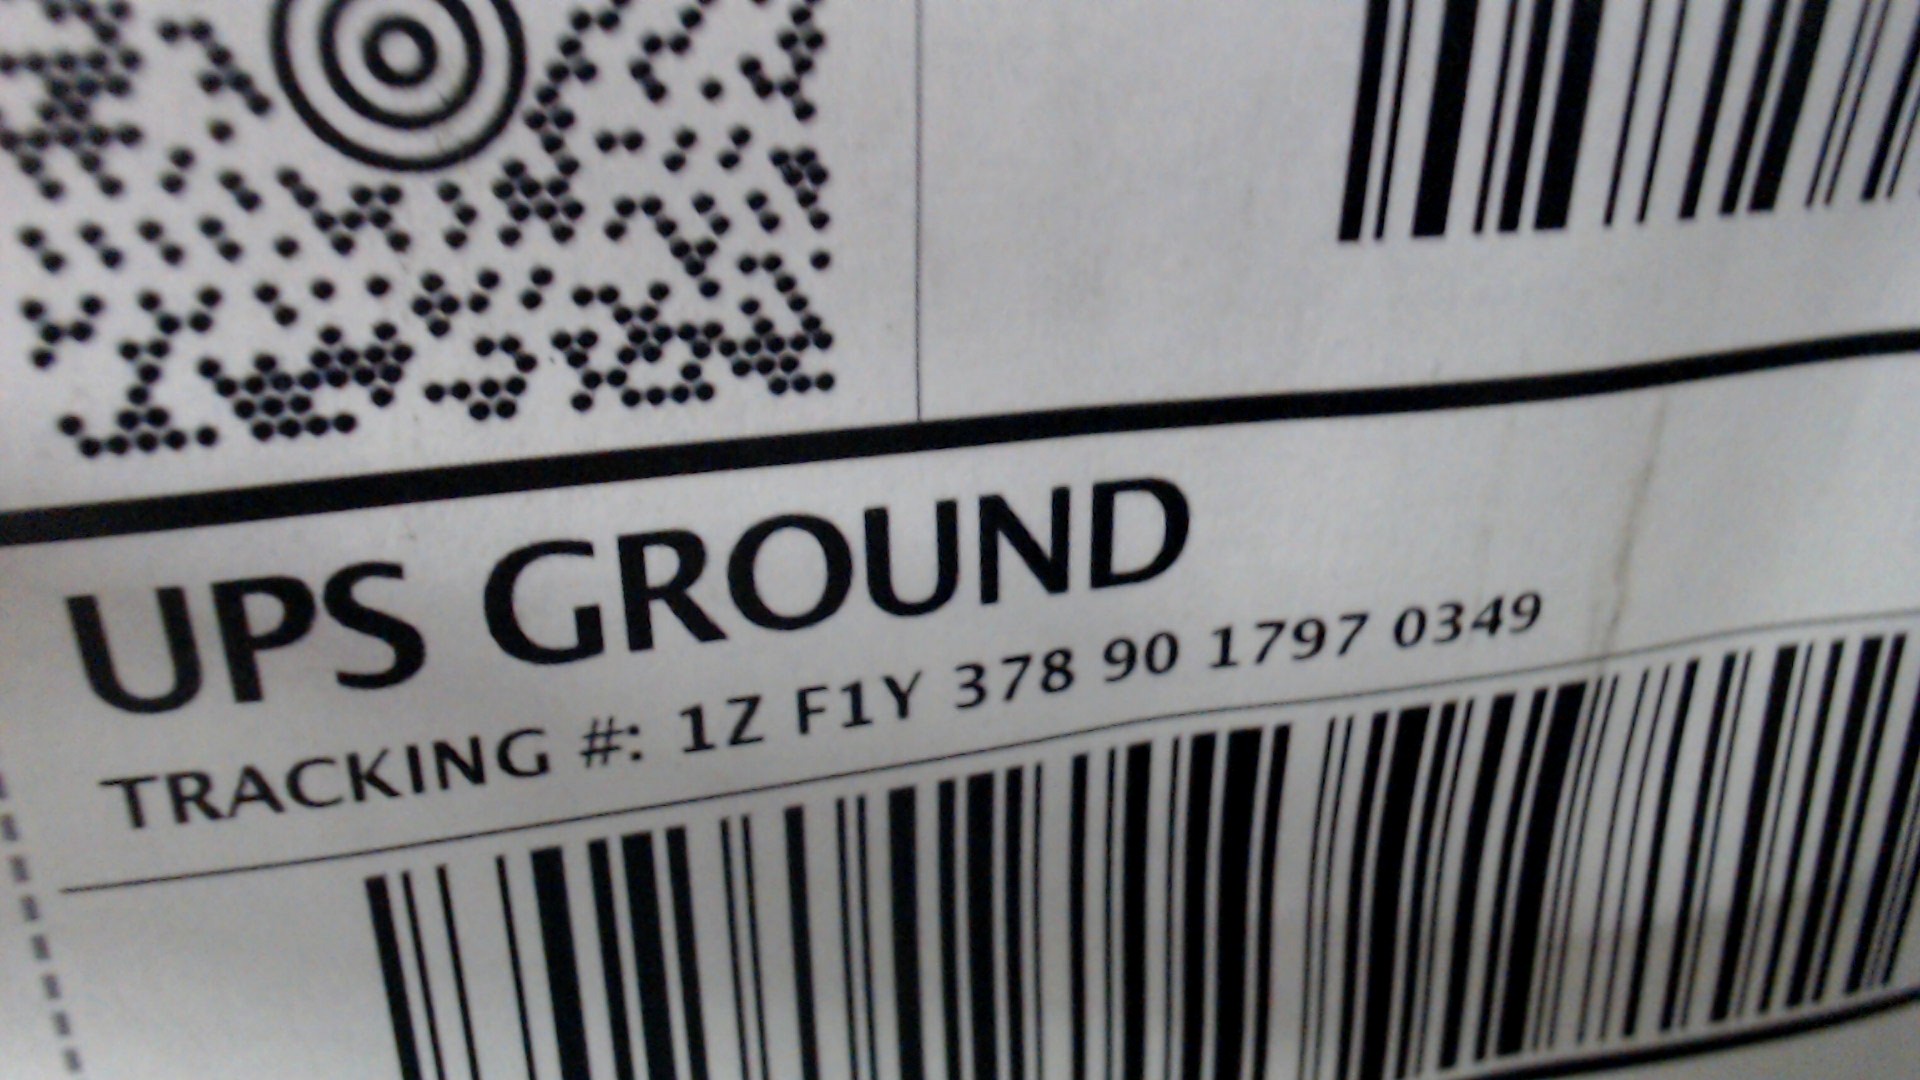 UPS GROUND
TRACKING #: 1Z F1Y 378 90 1797 0349